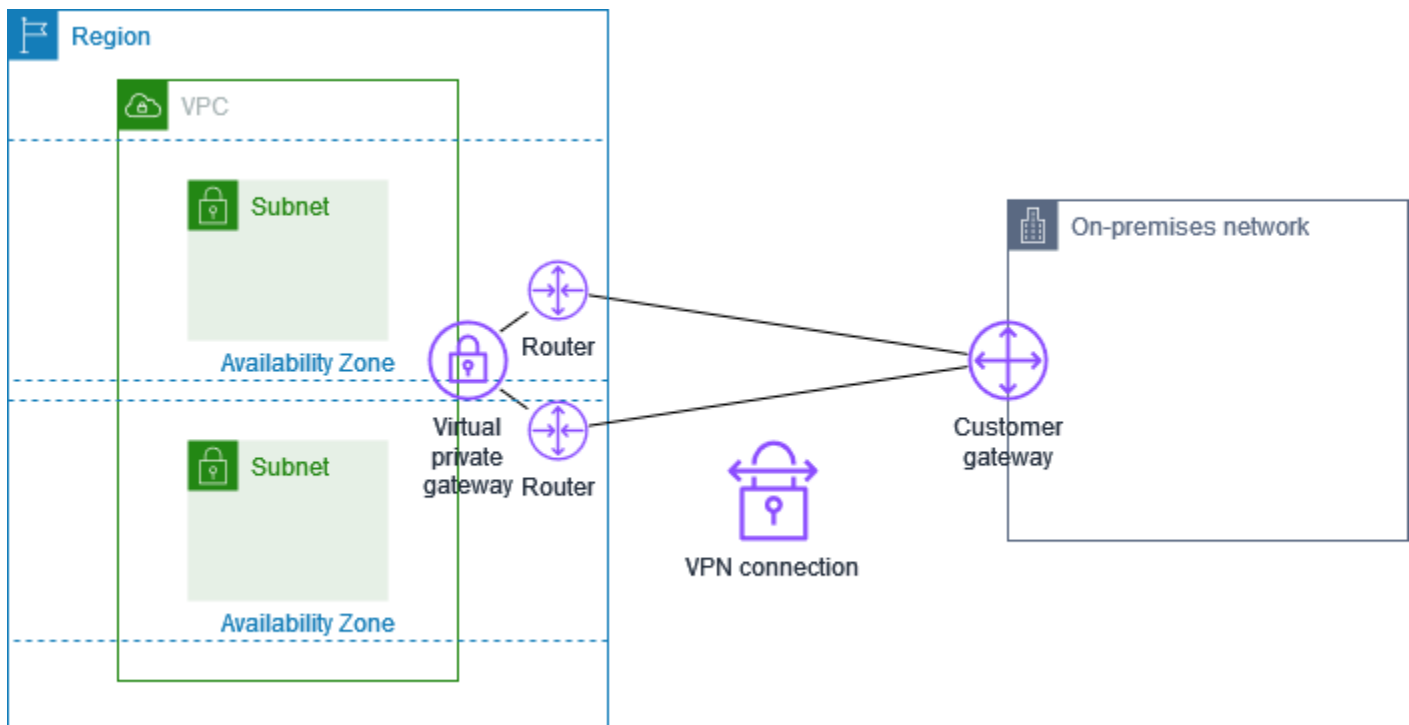 Region
VPC
Subnet
On-premises network
Router
Availability Zone
Virtual
private
gateway
Router
Customer
gateway
Subnet
VPN connection
Availability Zone